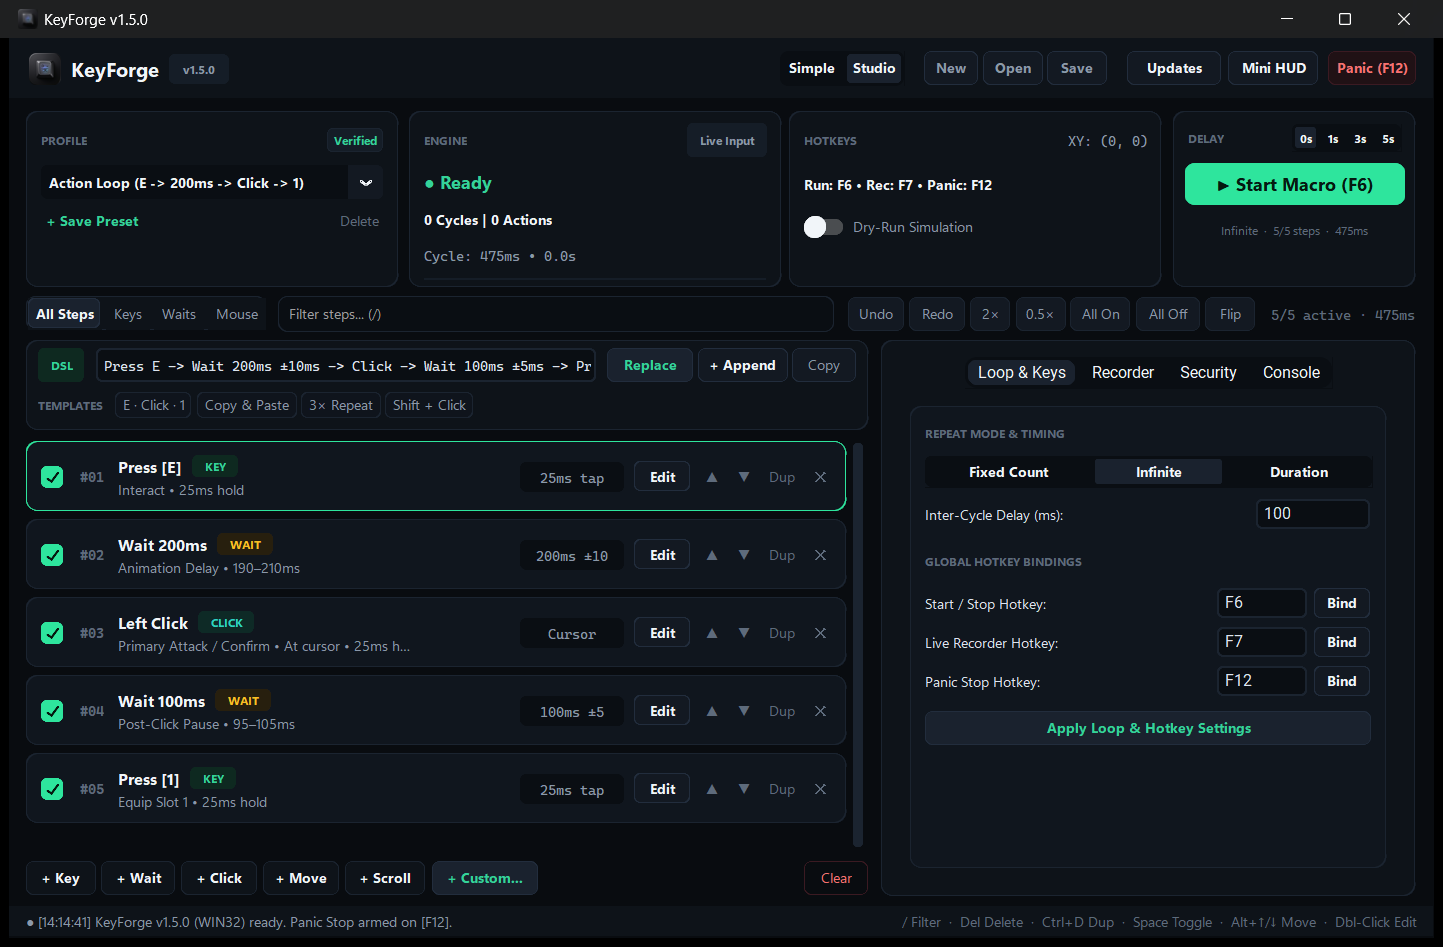 KeyForge v1.5.0
KeyForge v1.5.0 Simple Studio New Open Save Updates Mini HUD Panic (F12)
PROFILE Verified
Action Loop (E -> 200ms -> Click -> 1)
+ Save Preset Delete
ENGINE Live Input
● Ready
0 Cycles | 0 Actions
Cycle: 475ms • 0.0s
HOTKEYS XY: (0, 0)
Run: F6 • Rec: F7 • Panic: F12
Dry-Run Simulation
DELAY 0s 1s 3s 5s
► Start Macro (F6)
Infinite · 5/5 steps · 475ms
All Steps Keys Waits Mouse Filter steps... (/) Undo Redo 2× 0.5× All On All Off Flip 5/5 active · 475ms
DSL Press E -> Wait 200ms ±10ms -> Click -> Wait 100ms ±5ms -> Pr Replace + Append Copy
TEMPLATES E · Click · 1 Copy & Paste 3× Repeat Shift + Click
#01 Press [E] KEY 25ms tap Edit ▲ ▼ Dup ✕
Interact • 25ms hold
#02 Wait 200ms WAIT 200ms ±10 Edit ▲ ▼ Dup ✕
Animation Delay • 190–210ms
#03 Left Click CLICK Cursor Edit ▲ ▼ Dup ✕
Primary Attack / Confirm • At cursor • 25ms h...
#04 Wait 100ms WAIT 100ms ±5 Edit ▲ ▼ Dup ✕
Post-Click Pause • 95–105ms
#05 Press [1] KEY 25ms tap Edit ▲ ▼ Dup ✕
Equip Slot 1 • 25ms hold
+ Key + Wait + Click + Move + Scroll + Custom... Clear
Loop & Keys Recorder Security Console
REPEAT MODE & TIMING
Fixed Count Infinite Duration
Inter-Cycle Delay (ms): 100
GLOBAL HOTKEY BINDINGS
Start / Stop Hotkey: F6 Bind
Live Recorder Hotkey: F7 Bind
Panic Stop Hotkey: F12 Bind
Apply Loop & Hotkey Settings
● [14:14:41] KeyForge v1.5.0 (WIN32) ready. Panic Stop armed on [F12]. / Filter · Del Delete · Ctrl+D Dup · Space Toggle · Alt+↑/↓ Move · Dbl-Click Edit